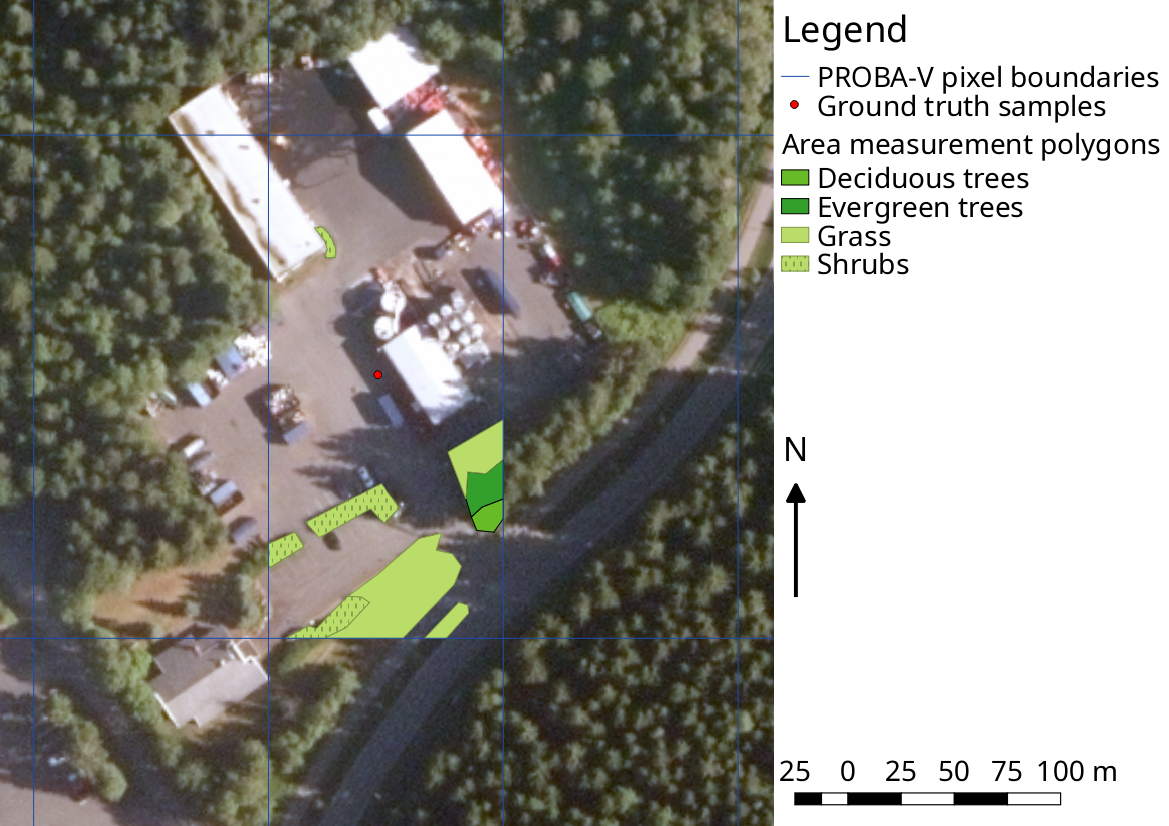 Legend
PROBA-V pixel boundaries
Ground truth samples
Area measurement polygons
Deciduous trees
Evergreen trees
Grass
Shrubs
N
25 0 25 50 75 100 m